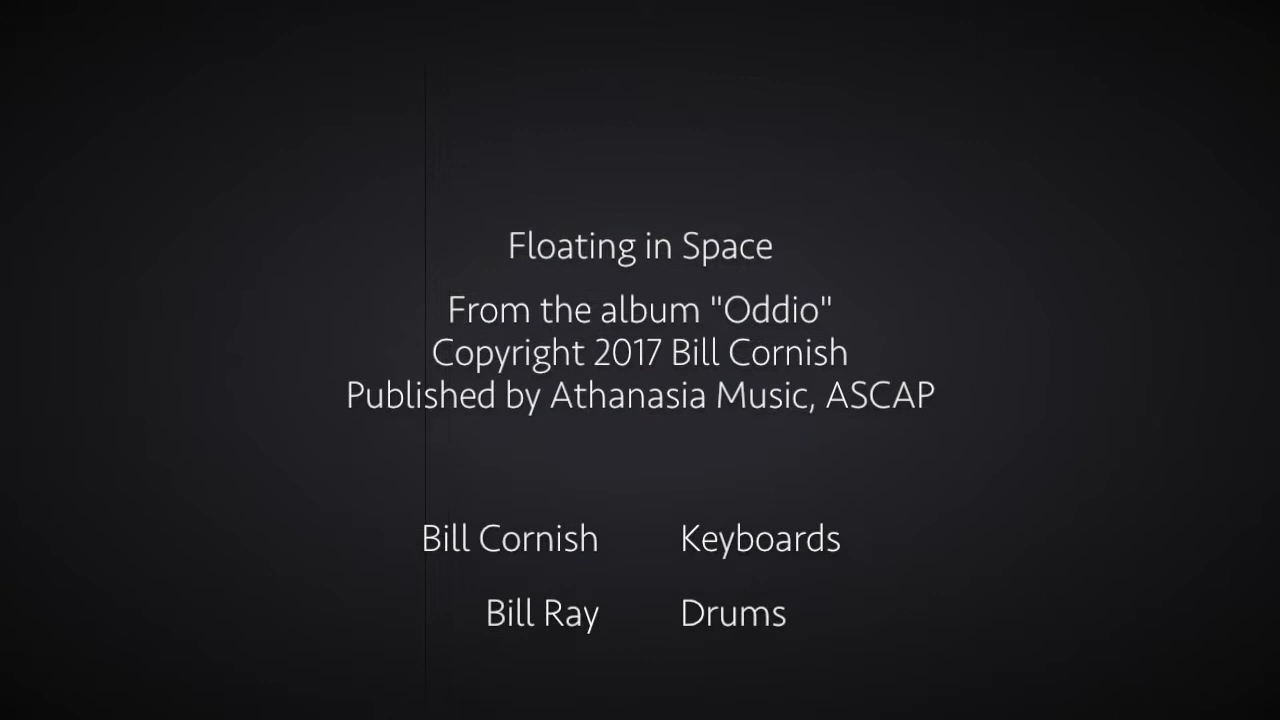 Floating in Space
From the album "Oddio"
Copyright 2017 Bill Cornish
Published by Athanasia Music, ASCAP
Bill Cornish Keyboards
Bill Ray Drums